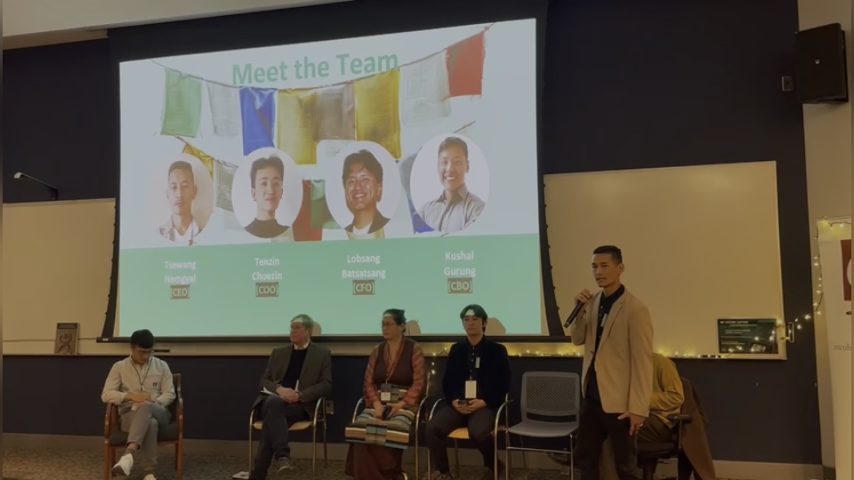 Meet the Team
Tsewang
Namgyal
[CEO]
Tenzin
Choezin
[COO]
Lobsang
Batsatsang
[CFO]
Kushal
Gurung
[CBO]